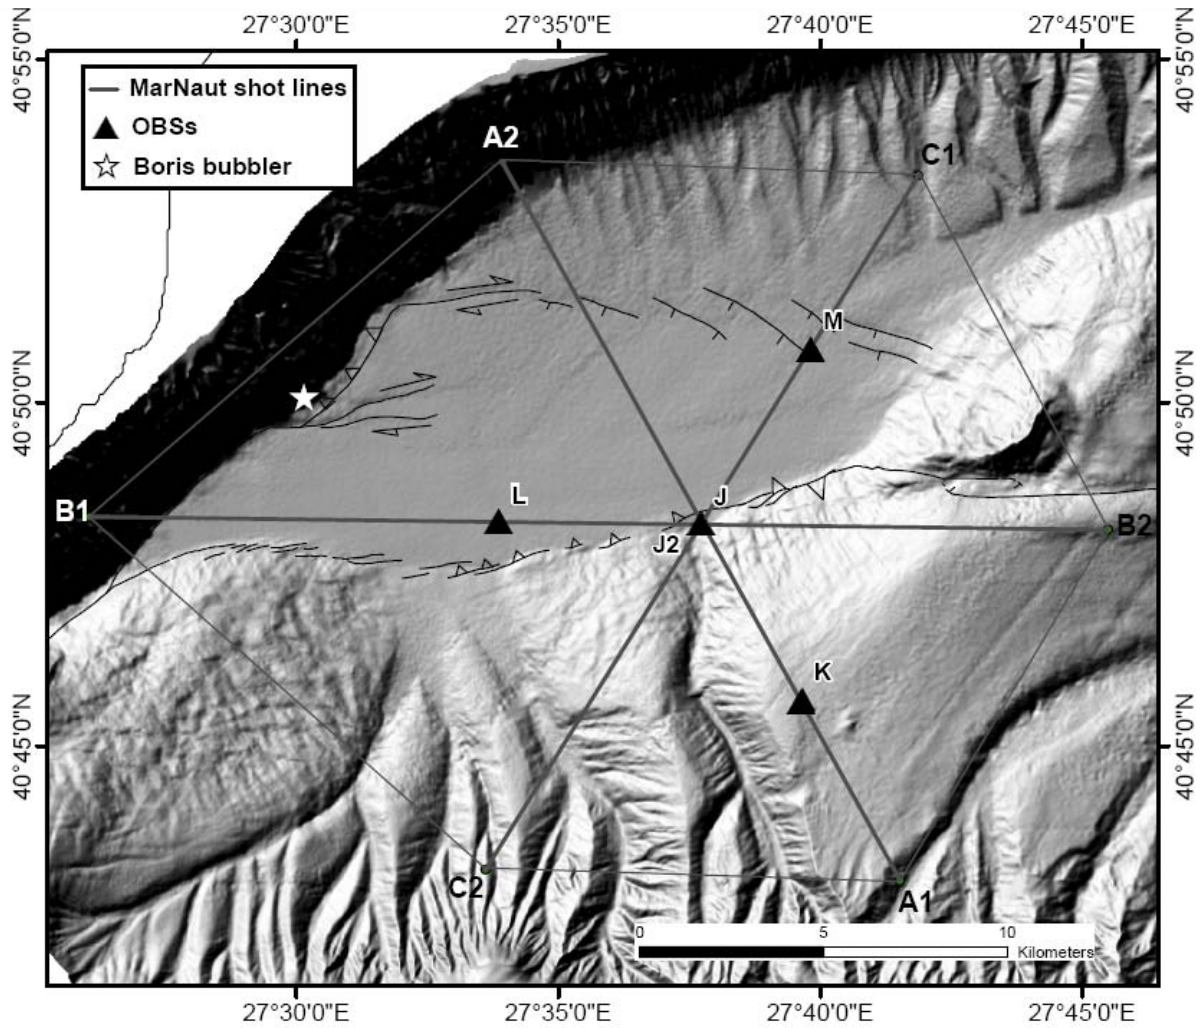 27°30'0"E 27°35'0"E 27°40'0"E 27°45'0"E
40°55'0"N
40°55'0"N
MarNaut shot lines
OBSs
Boris bubbler
A2
C1
M
40°50'0"N
40°50'0"N
L
J
B1
B2
J2
K
40°45'0"N
40°45'0"N
C2
A1
0 5 10
Kilometers
27°30'0"E 27°35'0"E 27°40'0"E 27°45'0"E